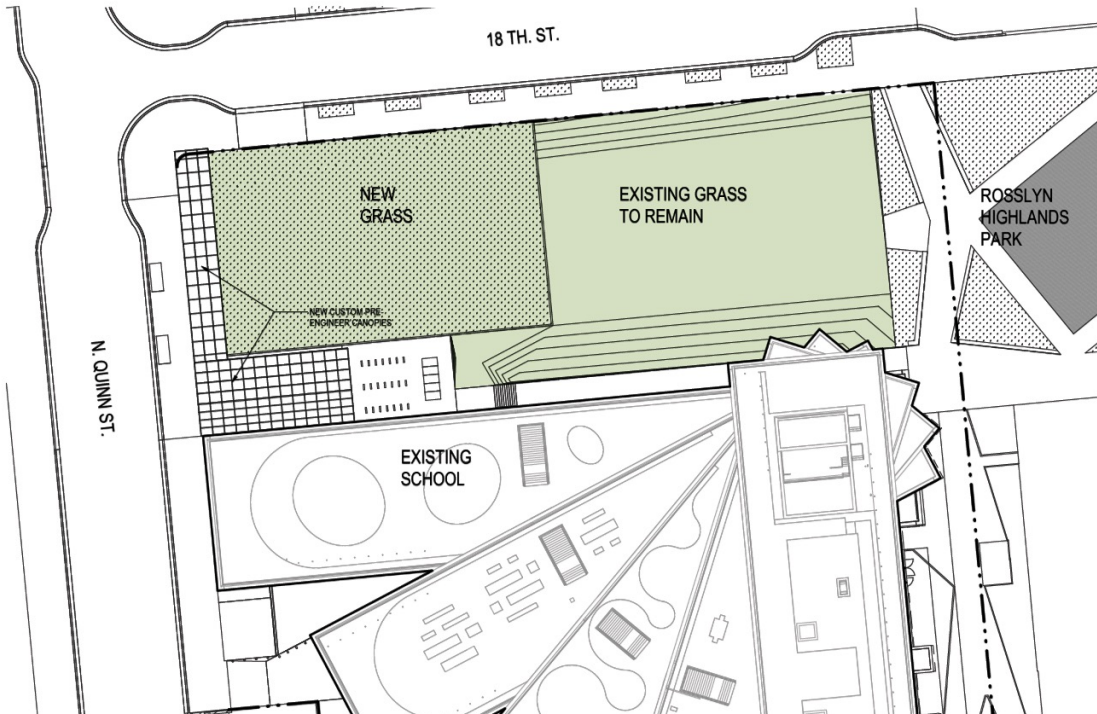 18 TH. ST.
NEW
GRASS
EXISTING GRASS
TO REMAIN
ROSSLYN
HIGHLANDS
PARK
NEW CUSTOM PRE-
ENGINEER CANOPIES
N. QUINN ST.
EXISTING
SCHOOL